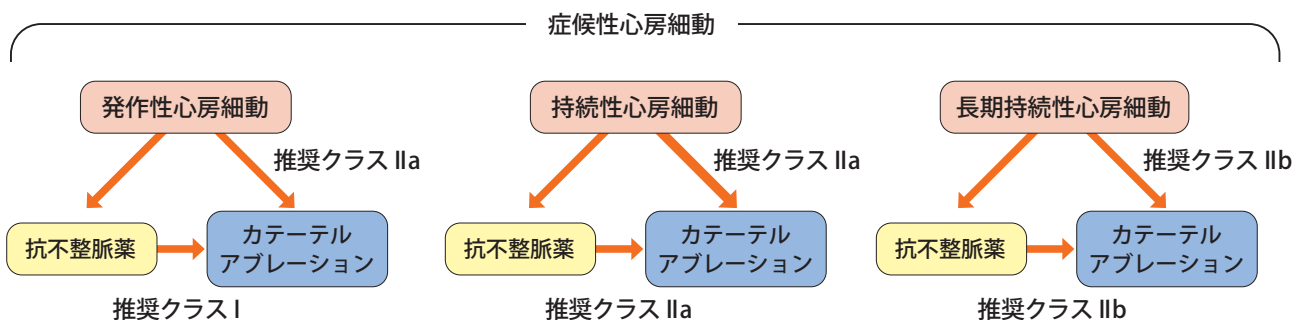 症候性心房細動
発作性心房細動
推奨クラス IIa
抗不整脈薬
カテーテル
アブレーション
推奨クラス I
持続性心房細動
推奨クラス IIa
抗不整脈薬
カテーテル
アブレーション
推奨クラス IIa
長期持続性心房細動
推奨クラス IIb
抗不整脈薬
カテーテル
アブレーション
推奨クラス IIb